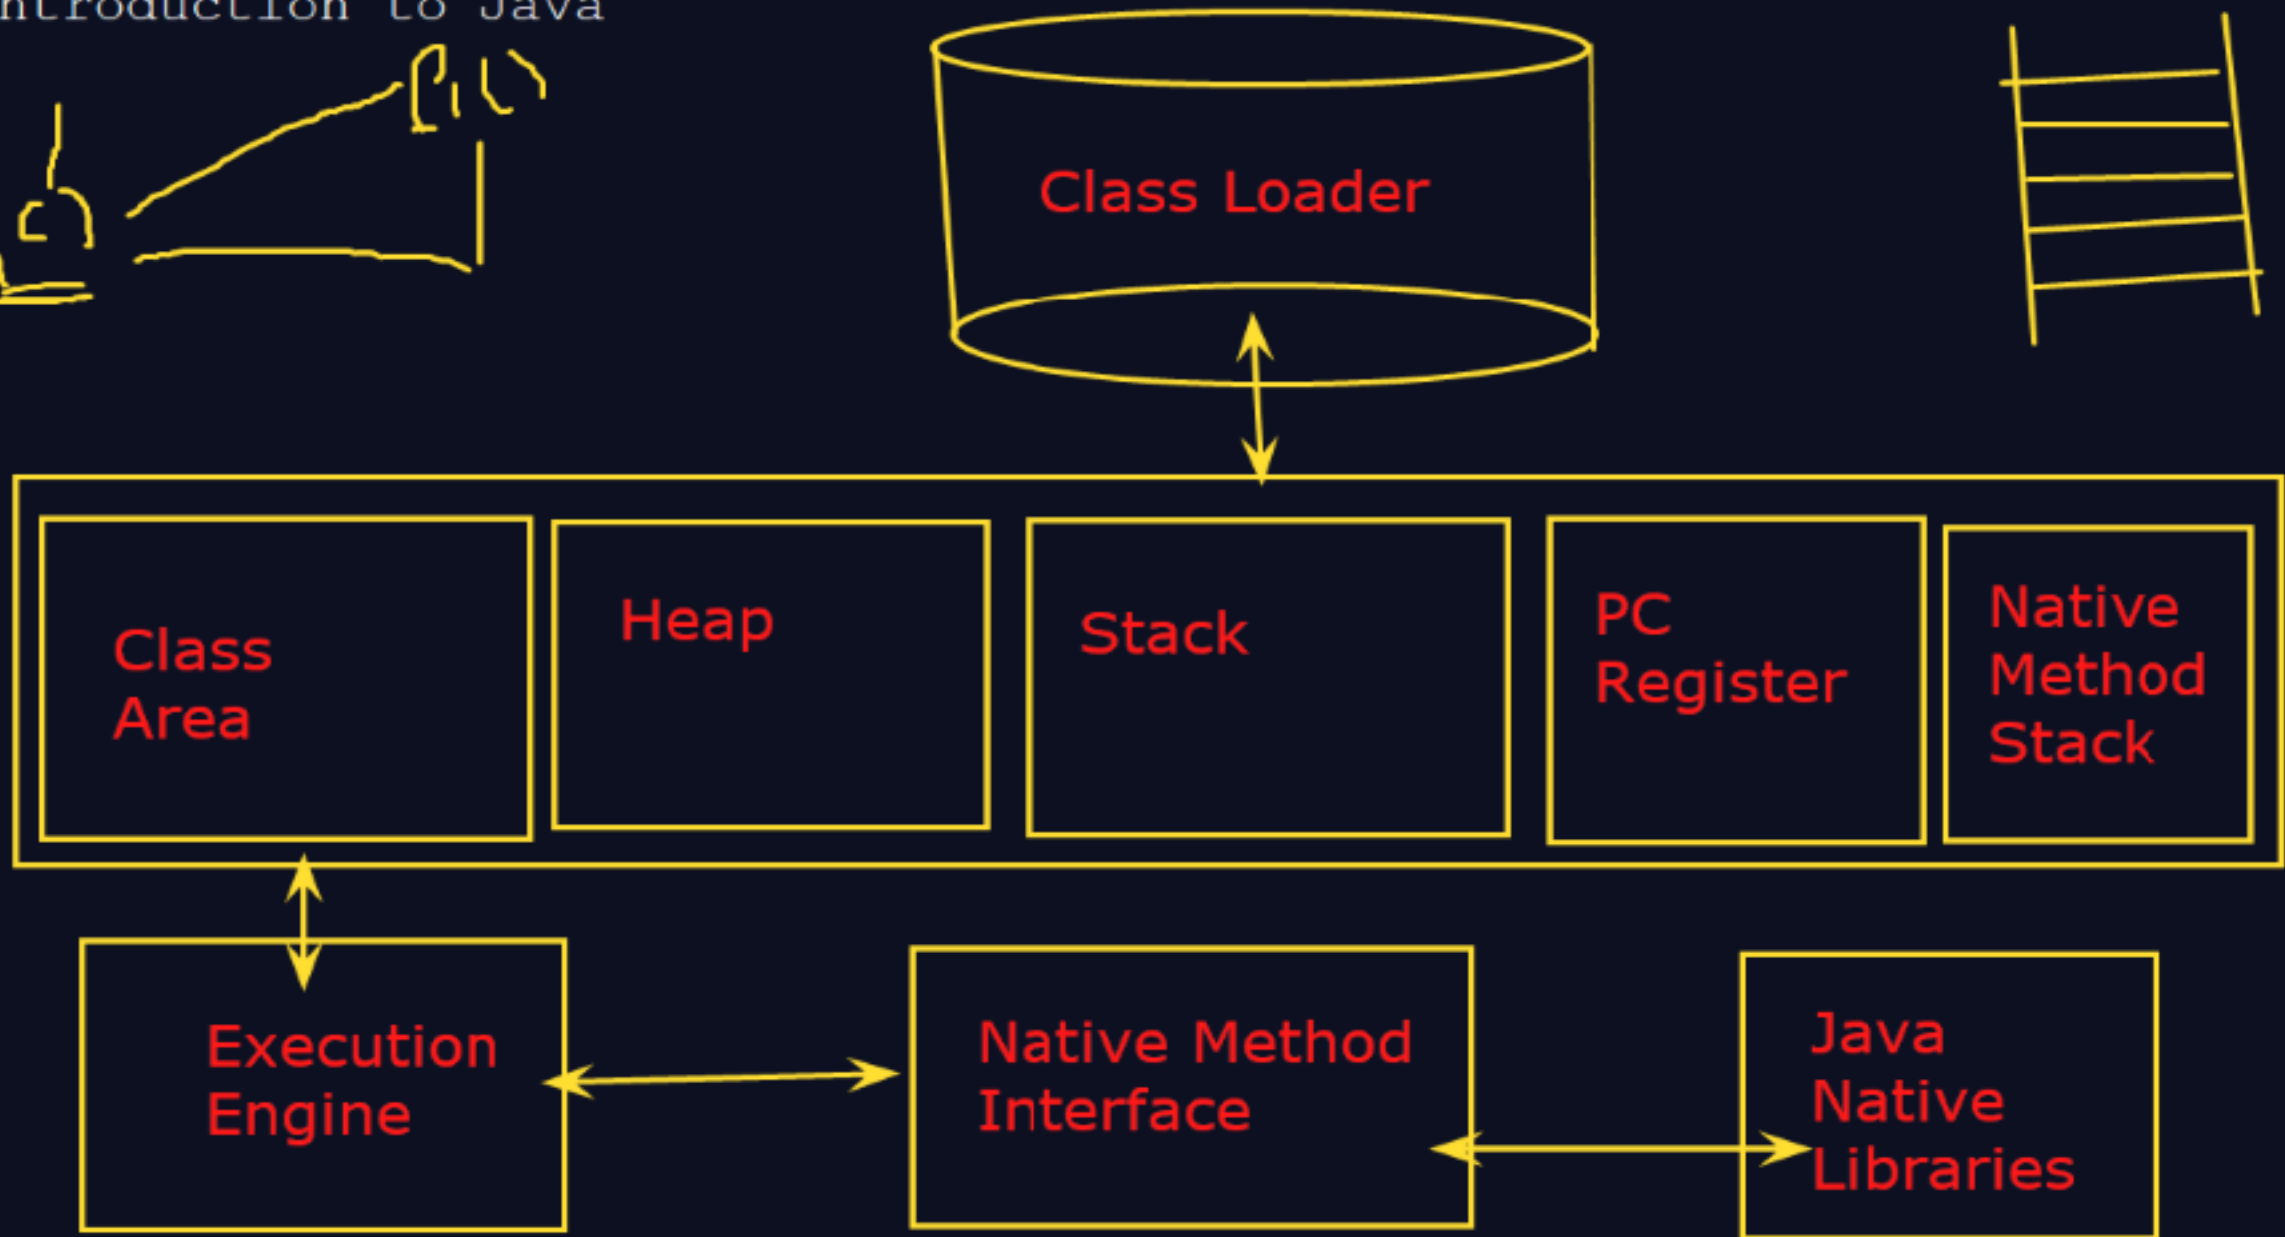 ntroduction to Java
Class Loader
Class
Area
Heap
Stack
PC
Register
Native
Method
Stack
Execution
Engine
Native Method
Interface
Java
Native
Libraries